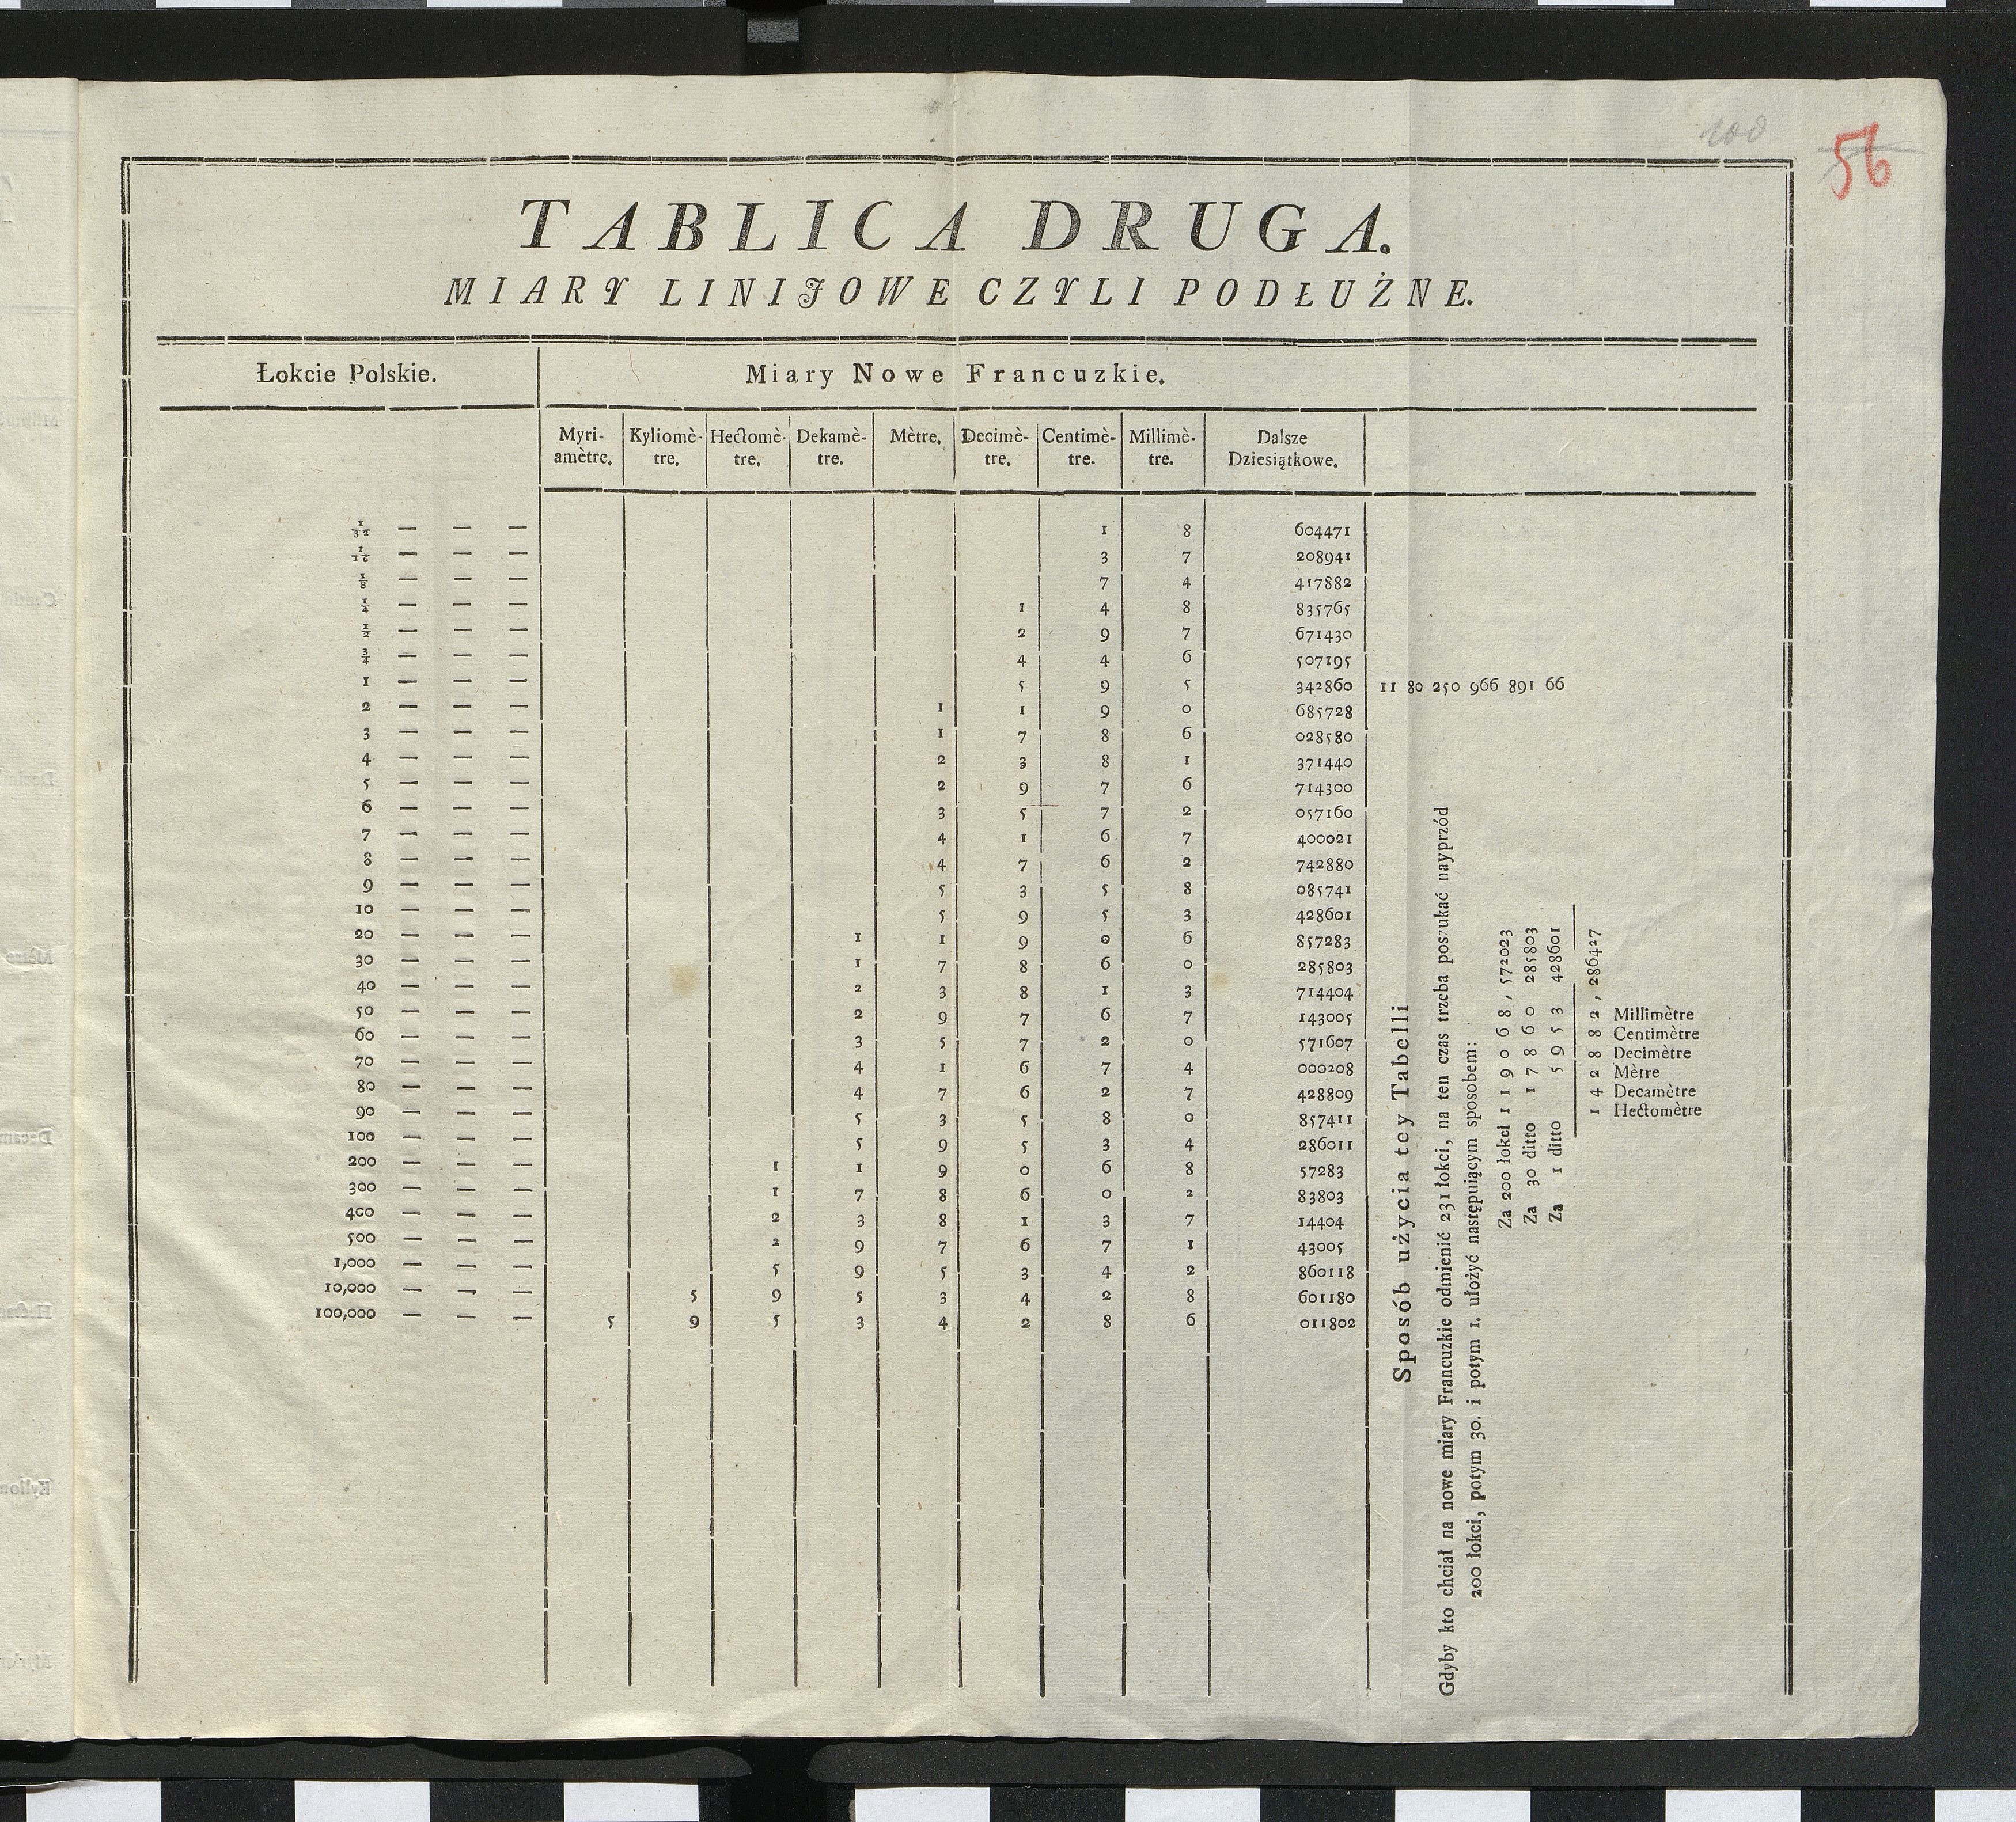 100
56
TABLICA DRUGA.
MIARY LINIJOWE CZYLI PODŁUŻNE.
Łokcie Polskie. Miary Nowe Francuzkie.
Myri- Kyliomè- Hectomè- Dekamè- Mètre. Decimè- Centimè- Millimè- Dalsze
amètre. tre. tre. tre. tre. tre. tre. Dziesiątkowe.
1/32 — — — 1 8 604471
1/16 — — — 3 7 208941
1/8 — — — 7 4 417882
1/4 — — — 1 4 8 835765
1/2 — — — 2 9 7 671430
3/4 — — — 4 4 6 507195
1 — — — 5 9 5 342860 11 80 250 966 891 66
2 — — — 1 1 9 0 685728
3 — — — 1 7 8 6 028580
4 — — — 2 3 8 1 371440
5 — — — 2 9 7 6 714300
6 — — — 3 5 7 2 057160
7 — — — 4 1 6 7 400021
8 — — — 4 7 6 2 742880
9 — — — 5 3 5 8 085741
10 — — — 5 9 5 3 428601
20 — — — 1 1 9 0 6 857283
30 — — — 1 7 8 6 0 285803
40 — — — 2 3 8 1 3 714404
50 — — — 2 9 7 6 7 143005
60 — — — 3 5 7 2 0 571607
70 — — — 4 1 6 7 4 000208
80 — — — 4 7 6 2 7 428809
90 — — — 5 3 5 8 0 857411
100 — — — 5 9 5 3 4 286011
200 — — — 1 1 9 0 6 8 57283
300 — — — 1 7 8 6 0 2 83803
400 — — — 2 3 8 1 3 7 14404
500 — — — 2 9 7 6 7 1 43005
1,000 — — — 5 9 5 3 4 2 860118
10,000 — — — 5 9 5 3 4 2 8 601180
100,000 — — — 5 9 5 3 4 2 8 6 011802
Sposób użycia tey Tabelli
Gdyby kto chciał na nowe miary Francuzkie odmienić 231 łokci, na ten czas trzeba poszukać nayprzód
200 łokci, potym 30. i potym 1, ułożyć następuiącym sposobem:
Za 200 łokci 1 1 9 0 6 8, 572023
Za 30 ditto 1 7 8 6 0 285803
Za 1 ditto 5 9 5 3 428601
1 4 2 8 8 2, 286427
Millimètre
Centimètre
Decimètre
Mètre
Decamètre
Hectomètre